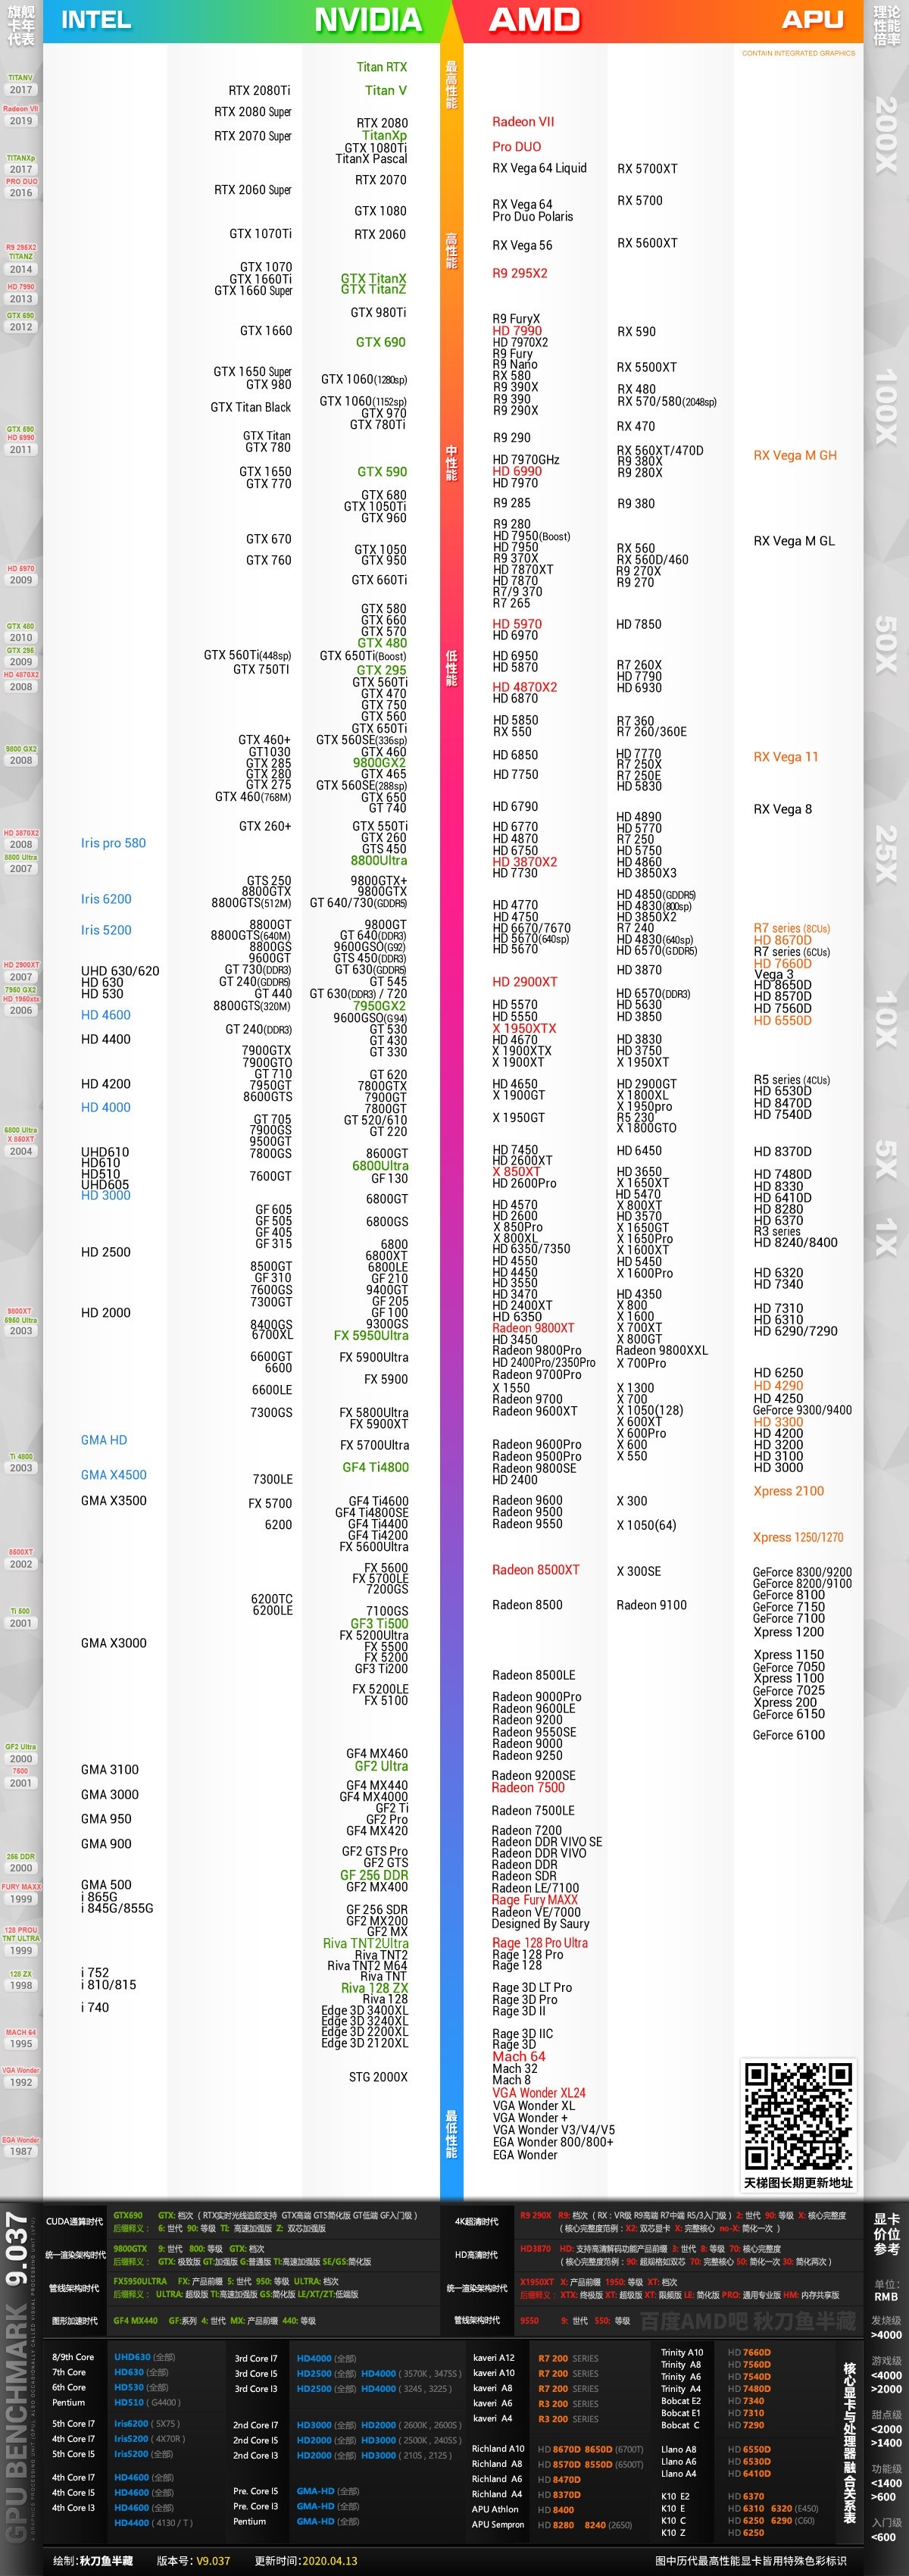 旗舰
卡年
代表
INTEL
NVIDIA
AMD
APU
理论
性能
倍率
CONTAIN INTEGRATED GRAPHICS
最高性能
高性能
中性能
低性能
最低性能
200X
100X
50X
25X
10X
5X
1X
TITANV
2017
Radeon VII
2019
TITANXp
2017
PRO DUO
2016
R9 295X2
TITANZ
2014
HD 7990
2013
GTX 690
2012
GTX 590
HD 6990
2011
HD 5970
2009
GTX 480
2010
GTX 295
2009
HD 4870X2
2008
9800 GX2
2008
HD 3870X2
2008
8800 Ultra
2007
HD 2900XT
2007
7950 GX2
HD 1950xtx
2006
6800 Ultra
X 850XT
2004
9800XT
5950 Ultra
2003
Ti 4800
2003
8500XT
2002
Ti 500
2001
GF2 Ultra
2000
7500
2001
256 DDR
2000
FURY MAXX
1999
128 PROU
TNT ULTRA
1999
128 ZX
1998
MACH 64
1995
VGA Wonder
1992
EGA Wonder
1987
Iris pro 580
Iris 6200
Iris 5200
UHD 630/620
HD 630
HD 530
HD 4600
HD 4400
HD 4200
HD 4000
UHD610
HD610
HD510
UHD605
HD 3000
HD 2500
HD 2000
GMA HD
GMA X4500
GMA X3500
GMA X3000
GMA 3100
GMA 3000
GMA 950
GMA 900
GMA 500
i 865G
i 845G/855G
i 752
i 810/815
i 740
RTX 2080Ti
RTX 2080 Super
RTX 2070 Super
RTX 2060 Super
GTX 1070Ti
GTX 1070
GTX 1660Ti
GTX 1660 Super
GTX 1660
GTX 1650 Super
GTX 980
GTX Titan Black
GTX Titan
GTX 780
GTX 1650
GTX 770
GTX 670
GTX 760
GTX 560Ti(448sp)
GTX 750TI
GTX 460+
GT1030
GTX 285
GTX 280
GTX 275
GTX 460(768M)
GTX 260+
GTS 250
8800GTX
8800GTS(512M)
8800GT
8800GTS(640M)
8800GS
9600GT
GT 730(DDR3)
GT 240(GDDR5)
GT 440
8800GTS(320M)
GT 240(DDR3)
7900GTX
7900GTO
GT 710
7950GT
8600GTS
GT 705
7900GS
9500GT
7800GS
7600GT
GF 605
GF 505
GF 405
GF 315
8500GT
GF 310
7600GS
7300GT
8400GS
6700XL
6600GT
6600
6600LE
7300GS
7300LE
FX 5700
6200
6200TC
6200LE
Titan RTX
Titan V
RTX 2080
TitanXp
GTX 1080Ti
TitanX Pascal
RTX 2070
GTX 1080
RTX 2060
GTX TitanX
GTX TitanZ
GTX 980Ti
GTX 690
GTX 1060(1280sp)
GTX 1060(1152sp)
GTX 970
GTX 780Ti
GTX 590
GTX 680
GTX 1050Ti
GTX 960
GTX 1050
GTX 950
GTX 660Ti
GTX 580
GTX 660
GTX 570
GTX 480
GTX 650Ti(Boost)
GTX 295
GTX 560Ti
GTX 470
GTX 750
GTX 560
GTX 650Ti
GTX 560SE(336sp)
GTX 460
9800GX2
GTX 465
GTX 560SE(288sp)
GTX 650
GT 740
GTX 550Ti
GTX 260
GTS 450
8800Ultra
9800GTX+
9800GTX
GT 640/730(GDDR5)
9800GT
GT 640(DDR3)
9600GSO(G92)
GTS 450(DDR3)
GT 630(GDDR5)
GT 545
GT 630(DDR3) / 720
7950GX2
9600GSO(G94)
GT 530
GT 430
GT 330
GT 620
7800GTX
7900GT
7800GT
GT 520/610
GT 220
8600GT
6800Ultra
GF 130
6800GT
6800GS
6800
6800XT
6800LE
GF 210
9400GT
GF 205
GF 100
9300GS
FX 5950Ultra
FX 5900Ultra
FX 5900
FX 5800Ultra
FX 5900XT
FX 5700Ultra
GF4 Ti4800
GF4 Ti4600
GF4 Ti4800SE
GF4 Ti4400
GF4 Ti4200
FX 5600Ultra
FX 5600
FX 5700LE
7200GS
7100GS
GF3 Ti500
FX 5200Ultra
FX 5500
FX 5200
GF3 Ti200
FX 5200LE
FX 5100
GF4 MX460
GF2 Ultra
GF4 MX440
GF4 MX4000
GF2 Ti
GF2 Pro
GF4 MX420
GF2 GTS Pro
GF2 GTS
GF 256 DDR
GF2 MX400
GF 256 SDR
GF2 MX200
GF2 MX
Riva TNT2Ultra
Riva TNT2
Riva TNT2 M64
Riva TNT
Riva 128 ZX
Riva 128
Edge 3D 3400XL
Edge 3D 3240XL
Edge 3D 2200XL
Edge 3D 2120XL
STG 2000X
Radeon VII
Pro DUO
RX Vega 64 Liquid
RX Vega 64
Pro Duo Polaris
RX Vega 56
R9 295X2
R9 FuryX
HD 7990
HD 7970X2
R9 Fury
R9 Nano
RX 580
R9 390X
R9 390
R9 290X
R9 290
HD 7970GHz
HD 6990
HD 7970
R9 285
R9 280
HD 7950(Boost)
HD 7950
R9 370X
HD 7870XT
HD 7870
R7/9 370
R7 265
HD 5970
HD 6970
HD 6950
HD 5870
HD 4870X2
HD 6870
HD 5850
RX 550
HD 6850
HD 7750
HD 6790
HD 6770
HD 4870
HD 6750
HD 3870X2
HD 7730
HD 4770
HD 4750
HD 6670/7670
HD 5670(640sp)
HD 5670
HD 2900XT
HD 5570
HD 5550
X 1950XTX
HD 4670
X 1900XTX
X 1900XT
HD 4650
X 1900GT
X 1950GT
HD 7450
HD 2600XT
X 850XT
HD 2600Pro
HD 4570
HD 2600
X 850Pro
X 800XL
HD 6350/7350
HD 4550
HD 4450
HD 3550
HD 3470
HD 2400XT
HD 6350
Radeon 9800XT
HD 3450
Radeon 9800Pro
HD 2400Pro/2350Pro
Radeon 9700Pro
X 1550
Radeon 9700
Radeon 9600XT
Radeon 9600Pro
Radeon 9500Pro
Radeon 9800SE
HD 2400
Radeon 9600
Radeon 9500
Radeon 9550
Radeon 8500XT
Radeon 8500
Radeon 8500LE
Radeon 9000Pro
Radeon 9600LE
Radeon 9200
Radeon 9550SE
Radeon 9000
Radeon 9250
Radeon 9200SE
Radeon 7500
Radeon 7500LE
Radeon 7200
Radeon DDR VIVO SE
Radeon DDR VIVO
Radeon DDR
Radeon SDR
Radeon LE/7100
Rage Fury MAXX
Radeon VE/7000
Designed By Saury
Rage 128 Pro Ultra
Rage 128 Pro
Rage 128
Rage 3D LT Pro
Rage 3D Pro
Rage 3D II
Rage 3D IIC
Rage 3D
Mach 64
Mach 32
Mach 8
VGA Wonder XL24
VGA Wonder XL
VGA Wonder +
VGA Wonder V3/V4/V5
EGA Wonder 800/800+
EGA Wonder
RX 5700XT
RX 5700
RX 5600XT
RX 590
RX 5500XT
RX 480
RX 570/580(2048sp)
RX 470
RX 560XT/470D
R9 380X
R9 280X
R9 380
RX 560
RX 560D/460
R9 270X
R9 270
HD 7850
R7 260X
HD 7790
HD 6930
R7 360
R7 260/360E
HD 7770
R7 250X
R7 250E
HD 5830
HD 4890
HD 5770
R7 250
HD 5750
HD 4860
HD 3850X3
HD 4850(GDDR5)
HD 4830(800sp)
HD 3850X2
R7 240
HD 4830(640sp)
HD 6570(GDDR5)
HD 3870
HD 6570(DDR3)
HD 5630
HD 3850
HD 3830
HD 3750
X 1950XT
HD 2900GT
X 1800XL
X 1950pro
R5 230
X 1800GTO
HD 6450
HD 3650
X 1650XT
HD 5470
X 800XT
HD 3570
X 1650GT
X 1650Pro
X 1600XT
HD 5450
X 1600Pro
HD 4350
X 800
X 1600
X 700XT
X 800GT
Radeon 9800XXL
X 700Pro
X 1300
X 700
X 1050(128)
X 600XT
X 600Pro
X 600
X 550
X 300
X 1050(64)
X 300SE
Radeon 9100
RX Vega M GH
RX Vega M GL
RX Vega 11
RX Vega 8
R7 series (8CUs)
HD 8670D
R7 series (6CUs)
HD 7660D
Vega 3
HD 8650D
HD 8570D
HD 7560D
HD 6550D
R5 series (4CUs)
HD 6530D
HD 8470D
HD 7540D
HD 8370D
HD 7480D
HD 8330
HD 6410D
HD 8280
HD 6370
R3 series
HD 8240/8400
HD 6320
HD 7340
HD 7310
HD 6310
HD 6290/7290
HD 6250
HD 4290
HD 4250
GeForce 9300/9400
HD 3300
HD 4200
HD 3200
HD 3100
HD 3000
Xpress 2100
Xpress 1250/1270
GeForce 8300/9200
GeForce 8200/9100
GeForce 8100
GeForce 7150
GeForce 7100
Xpress 1200
Xpress 1150
GeForce 7050
Xpress 1100
GeForce 7025
Xpress 200
GeForce 6150
GeForce 6100
天梯图长期更新地址
GPU BENCHMARK 9.037
CUDA通算时代
GTX690 GTX: 档次 ( RTX实时光线追踪支持 GTX高端 GTS简化版 GT低端 GF入门级 )
后缀释义： 6: 世代 90: 等级 TI: 高速加强版 Z: 双芯加强版
统一渲染架构时代
9800GTX 9: 世代 800: 等级 GTX: 档次
后缀释义： GTX: 极致版 GT:加强版 G:普通版 TI:高速加强版 SE/GS:简化版
管线架构时代
FX5950ULTRA FX: 产品前缀 5: 世代 950: 等级 ULTRA: 档次
后缀释义： ULTRA: 超级版 TI:高速加强版 GS:简化版 LE/XT/ZT:低端版
图形加速时代
GF4 MX440 GF:系列 4: 世代 MX: 产品前缀 440: 等级
4K超清时代
R9 290X R9: 档次 ( RX：VR级 R9高端 R7中端 R5/3入门级 ) 2: 世代 90: 等级 X: 核心完整度
( 核心完整度范例： X2: 双芯显卡 X: 完整核心 no-X: 简化一次 )
HD高清时代
HD3870 HD: 支持高清解码功能产品前缀 3: 世代 8: 等级 70: 核心完整度
( 核心完整度范例： 90: 超规格如双芯 70: 完整核心 50: 简化一次 30: 简化两次 )
统一渲染架构时代
X1950XT X: 产品前缀 1950: 等级 XT: 档次
后缀释义： XTX: 终极版 XT: 超级版 XT: 限频版 LE: 简化版 PRO: 通用专业版 HM: 内存共享版
管线架构时代
9550 9: 世代 550: 等级
百度AMD吧 秋刀鱼半藏
显卡
价位
参考
单位：
RMB
发烧级
>4000
游戏级
<4000
>2000
甜点级
<2000
>1400
功能级
<1400
>600
入门级
<600
8/9th Core UHD630 (全部)
7th Core HD630 (全部)
6th Core HD530 (全部)
Pentium HD510 ( G4400 )
5th Core I7 Iris6200 ( 5X75 )
4th Core I7 Iris5200 ( 4X70R )
5th Core I5 Iris5200 (全部)
4th Core I7 HD4600 (全部)
4th Core I5 HD4600 (全部)
4th Core I3 HD4600 (全部)
HD4400 ( 4130 / T )
3rd Core I7 HD4000 (全部)
3rd Core I5 HD2500 (全部) HD4000 ( 3570K , 3475S )
3rd Core I3 HD2500 (全部) HD4000 ( 3245 , 3225 )
2nd Core I7 HD3000 (全部) HD2000 ( 2600K , 2600S )
2nd Core I5 HD2000 (全部) HD3000 ( 2500K , 2405S )
2nd Core I3 HD2000 (全部) HD3000 ( 2105 , 2125 )
Pre. Core I5 GMA-HD (全部)
Pre. Core I3 GMA-HD (全部)
Pentium GMA-HD (全部)
kaveri A12 R7 200 SERIES
kaveri A10 R7 200 SERIES
kaveri A8 R7 200 SERIES
kaveri A6 R3 200 SERIES
kaveri A4 R3 200 SERIES
Richland A10 HD 8670D 8650D (6700T)
Richland A8 HD 8570D 8550D (6500T)
Richland A6 HD 8470D
Richland A4 HD 8370D
APU Athlon HD 8400
APU Sempron HD 8280 8240 (2650)
Trinity A10 HD 7660D
Trinity A8 HD 7560D
Trinity A6 HD 7540D
Trinity A4 HD 7480D
Bobcat E2 HD 7340
Bobcat E1 HD 7310
Bobcat C HD 7290
Llano A8 HD 6550D
Llano A6 HD 6530D
Llano A4 HD 6410D
K10 E2 HD 6370
K10 E HD 6310 6320 (E450)
K10 C HD 6250 6290 (C60)
K10 Z HD 6250
核心显卡与处理器融合关系表
绘制：秋刀鱼半藏 版本号： V9.037 更新时间：2020.04.13
图中历代最高性能显卡皆用特殊色彩标识